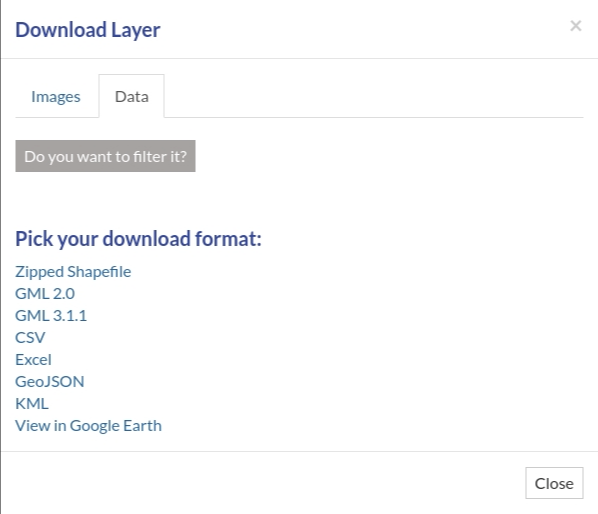 Download Layer ×
Images Data
Do you want to filter it?
Pick your download format:
Zipped Shapefile
GML 2.0
GML 3.1.1
CSV
Excel
GeoJSON
KML
View in Google Earth
Close